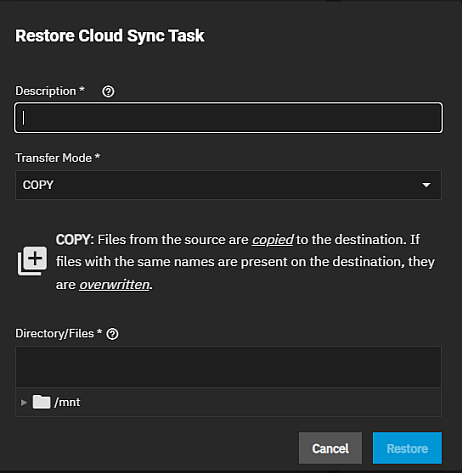 Restore Cloud Sync Task
Description *
Transfer Mode *
COPY
COPY: Files from the source are copied to the destination. If
files with the same names are present on the destination, they
are overwritten.
Directory/Files *
/mnt
Cancel
Restore